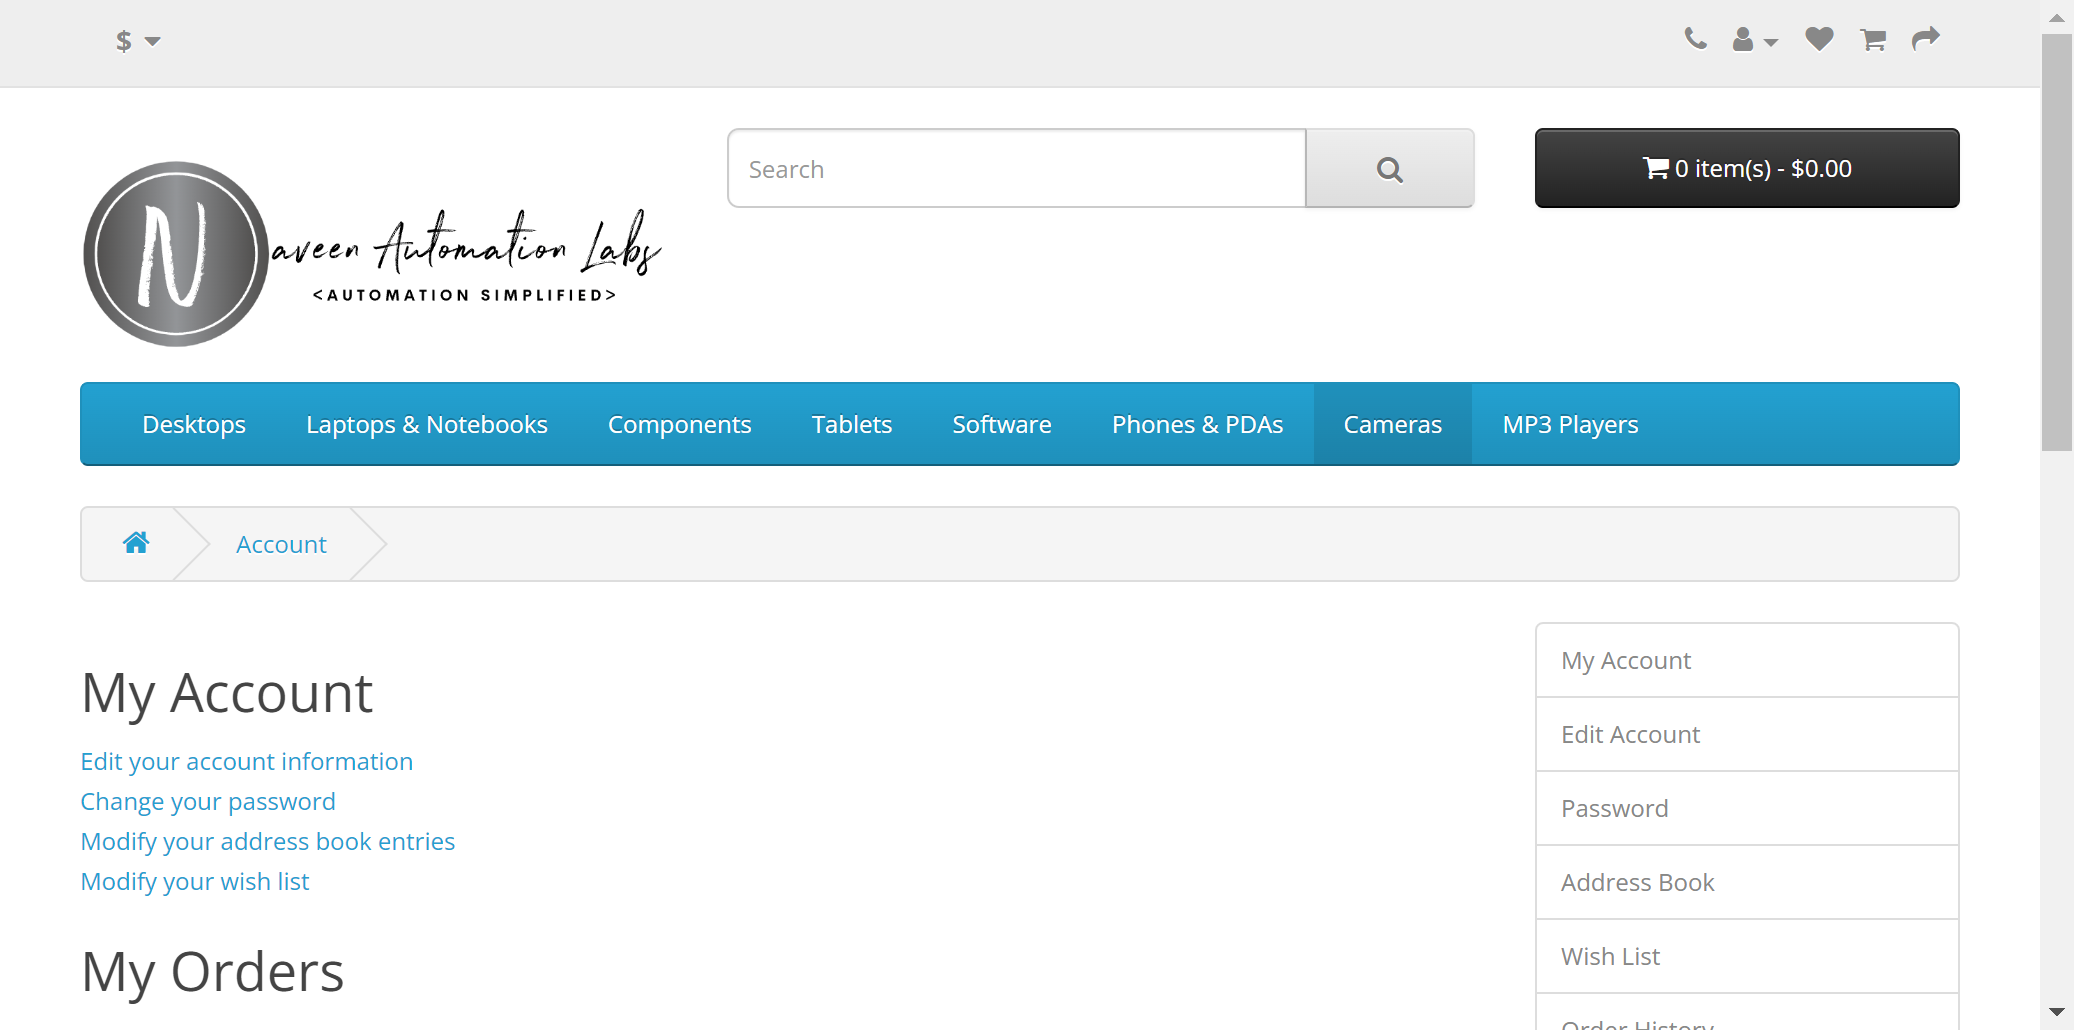 $
Search
0 item(s) - $0.00
Naveen Automation Labs
<AUTOMATION SIMPLIFIED>
Desktops
Laptops & Notebooks
Components
Tablets
Software
Phones & PDAs
Cameras
MP3 Players
Account
My Account
Edit your account information
Change your password
Modify your address book entries
Modify your wish list
My Orders
My Account
Edit Account
Password
Address Book
Wish List
Order History